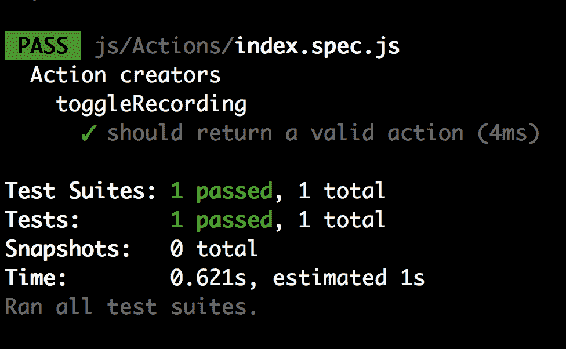 PASS js/Actions/index.spec.js
Action creators
toggleRecording
✓ should return a valid action (4ms)
Test Suites: 1 passed, 1 total
Tests: 1 passed, 1 total
Snapshots: 0 total
Time: 0.621s, estimated 1s
Ran all test suites.